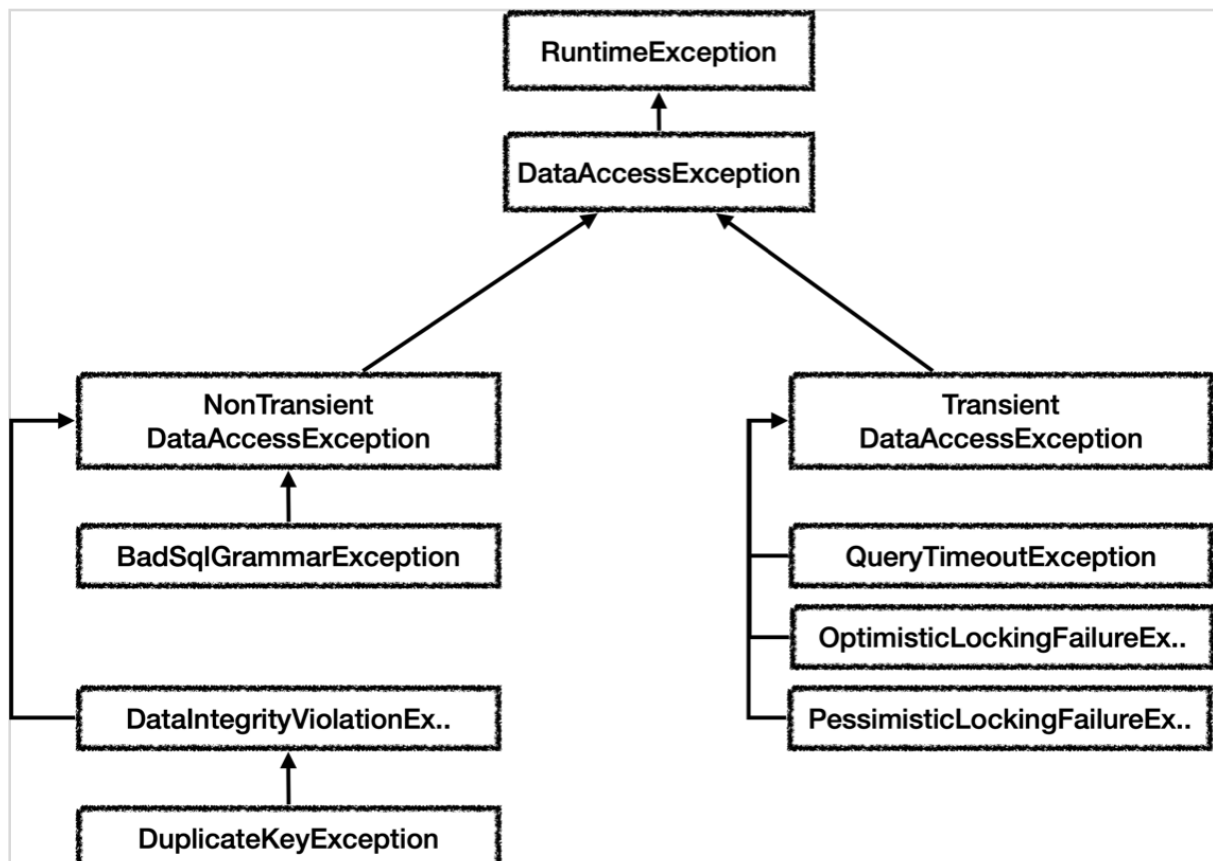 RuntimeException
DataAccessException
NonTransient
DataAccessException
Transient
DataAccessException
BadSqlGrammarException
QueryTimeoutException
OptimisticLockingFailureEx..
DataIntegrityViolationEx..
PessimisticLockingFailureEx..
DuplicateKeyException